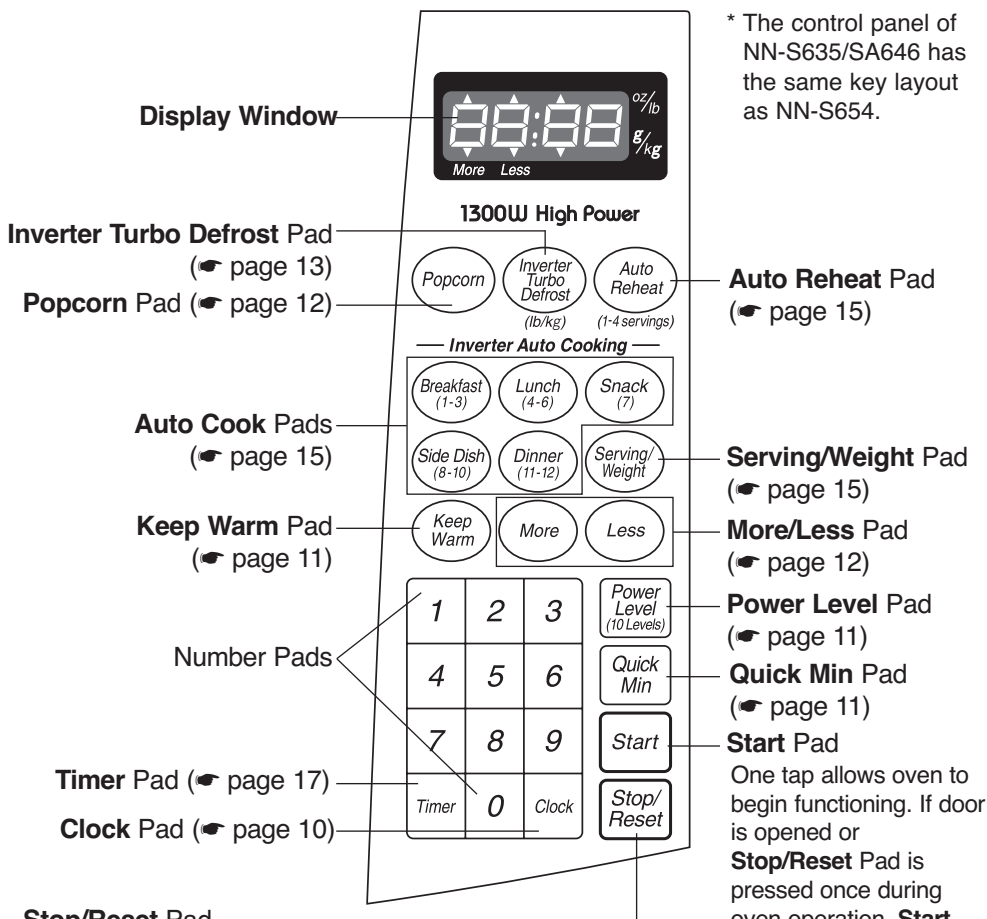 * The control panel of
NN-S635/SA646 has
the same key layout
as NN-S654.
Display Window
88:88
oz/lb
g/kg
More Less
1300W High Power
Inverter Turbo Defrost Pad
(☛ page 13)
Popcorn Pad (☛ page 12)
Popcorn
Inverter
Turbo
Defrost
(lb/kg)
Auto
Reheat
(1-4 servings)
Auto Reheat Pad
(☛ page 15)
Inverter Auto Cooking
Breakfast
(1-3)
Lunch
(4-6)
Snack
(7)
Auto Cook Pads
(☛ page 15)
Side Dish
(8-10)
Dinner
(11-12)
Serving/
Weight
Serving/Weight Pad
(☛ page 15)
Keep Warm Pad
(☛ page 11)
Keep
Warm
More
Less
More/Less Pad
(☛ page 12)
1 2 3
Power
Level
(10 Levels)
Power Level Pad
(☛ page 11)
Number Pads
4 5 6
Quick
Min
Quick Min Pad
(☛ page 11)
7 8 9
Start
Start Pad
One tap allows oven to
begin functioning. If door
is opened or
Stop/Reset Pad is
pressed once during
oven operation, Start
Timer Pad (☛ page 17)
Clock Pad (☛ page 10)
Timer 0 Clock
Stop/
Reset
Stop/Reset Pad